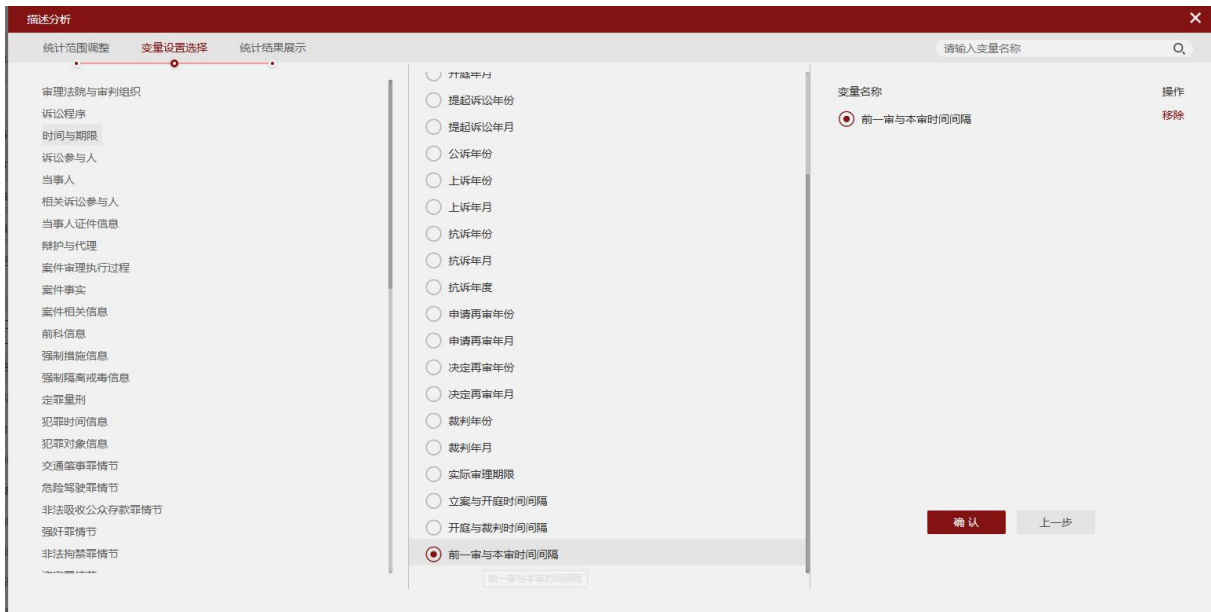 描述分析
统计范围调整 变量设置选择 统计结果展示 请输入变量名称
审理法院与审判组织
诉讼程序
时间与期限
诉讼参与人
当事人
相关诉讼参与人
当事人证件信息
辩护与代理
案件审理执行过程
案件事实
案件相关信息
前科信息
强制措施信息
强制隔离戒毒信息
定罪量刑
犯罪时间信息
犯罪对象信息
交通肇事罪情节
危险驾驶罪情节
非法吸收公众存款罪情节
强奸罪情节
非法拘禁罪情节
开庭年月
提起诉讼年份
提起诉讼年月
公诉年份
上诉年份
上诉年月
抗诉年份
抗诉年月
抗诉年度
申请再审年份
申请再审年月
决定再审年份
决定再审年月
裁判年份
裁判年月
实际审理期限
立案与开庭时间间隔
开庭与裁判时间间隔
前一审与本审时间间隔
前一审与本审时间间隔
变量名称 操作
前一审与本审时间间隔 移除
确认 上一步